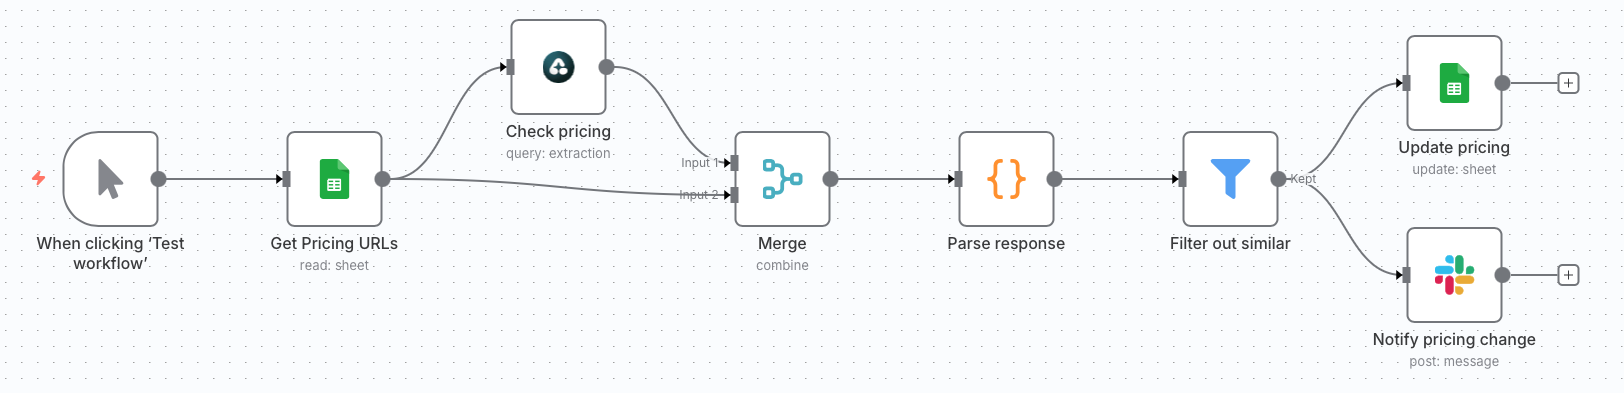 When clicking ‘Test
workflow’
Get Pricing URLs
read: sheet
Check pricing
query: extraction
Input 1
Input 2
Merge
combine
Parse response
Filter out similar
Kept
Update pricing
update: sheet
Notify pricing change
post: message